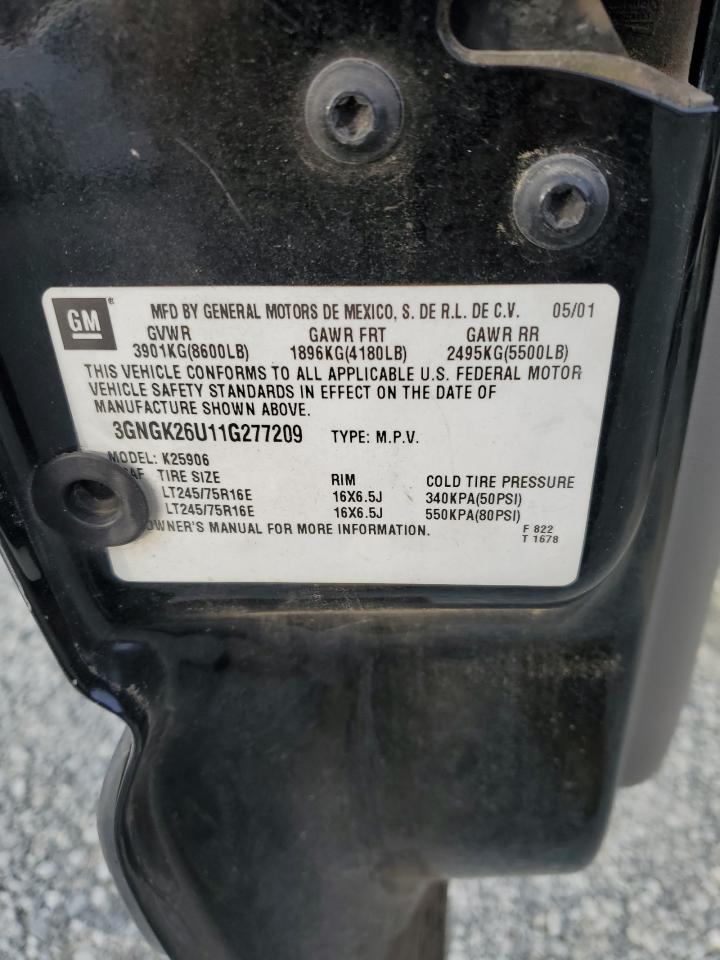 GM ® MFD BY GENERAL MOTORS DE MEXICO, S. DE R.L. DE C.V. 05/01
GVWR GAWR FRT GAWR RR
3901KG(8600LB) 1896KG(4180LB) 2495KG(5500LB)
THIS VEHICLE CONFORMS TO ALL APPLICABLE U.S. FEDERAL MOTOR
VEHICLE SAFETY STANDARDS IN EFFECT ON THE DATE OF
MANUFACTURE SHOWN ABOVE.
3GNGK26U11G277209 TYPE: M.P.V.
MODEL: K25906
TIRE SIZE RIM COLD TIRE PRESSURE
LT245/75R16E 16X6.5J 340KPA(50PSI)
LT245/75R16E 16X6.5J 550KPA(80PSI)
OWNER'S MANUAL FOR MORE INFORMATION. F 822
T 1678